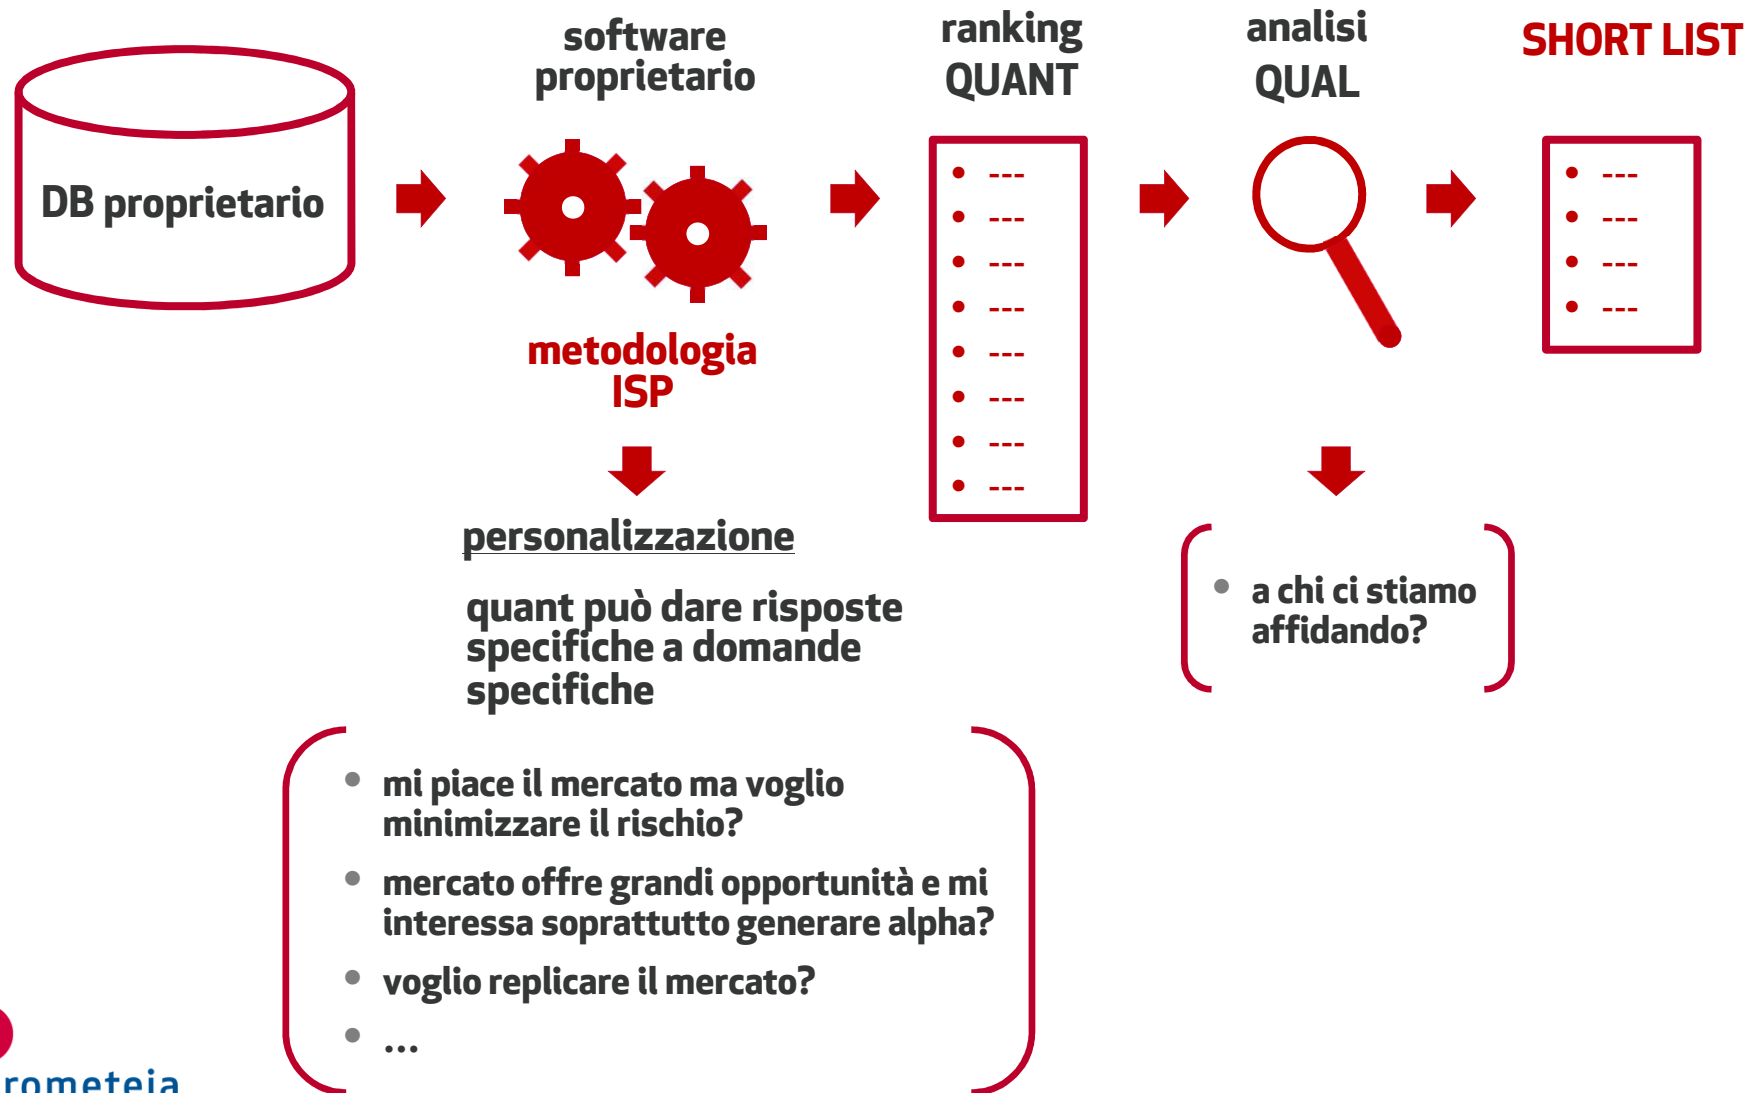 software
proprietario
ranking
QUANT
analisi
QUAL
SHORT LIST
DB proprietario
• ---
• ---
• ---
• ---
• ---
• ---
• ---
• ---
• ---
• ---
• ---
• ---
metodologia
ISP
personalizzazione
quant può dare risposte
specifiche a domande
specifiche
• a chi ci stiamo
affidando?
• mi piace il mercato ma voglio
minimizzare il rischio?
• mercato offre grandi opportunità e mi
interessa soprattutto generare alpha?
• voglio replicare il mercato?
• ...
rometeia